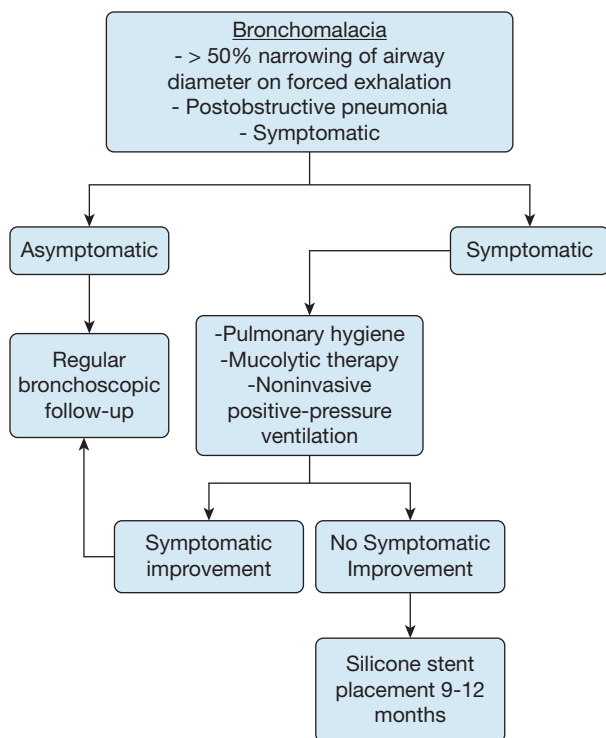 Bronchomalacia
- > 50% narrowing of airway
diameter on forced exhalation
- Postobstructive pneumonia
- Symptomatic
Asymptomatic
Symptomatic
Regular
bronchoscopic
follow-up
-Pulmonary hygiene
-Mucolytic therapy
-Noninvasive
positive-pressure
ventilation
Symptomatic
improvement
No Symptomatic
Improvement
Silicone stent
placement 9-12
months